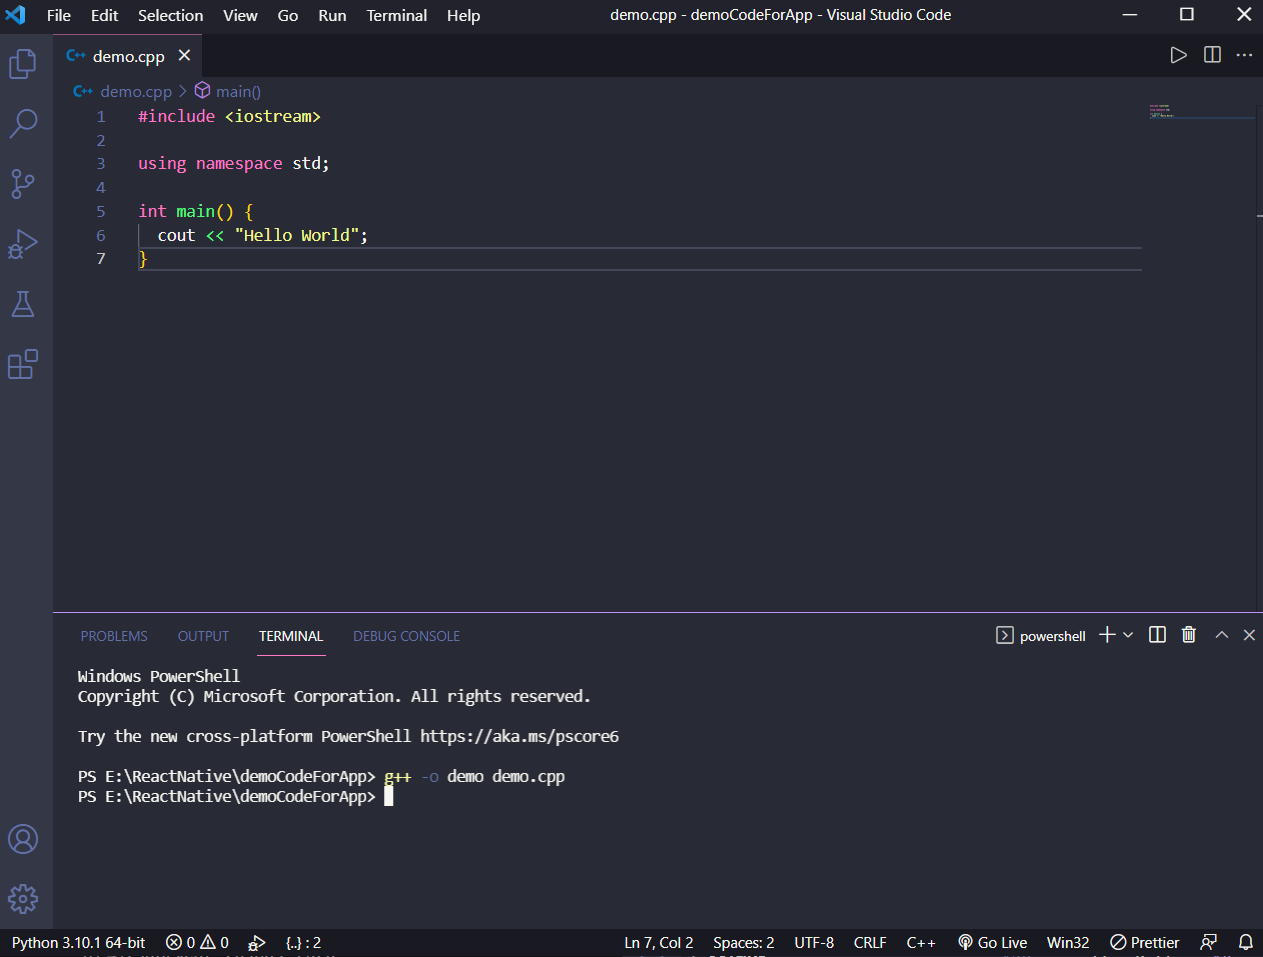 File Edit Selection View Go Run Terminal Help demo.cpp - demoCodeForApp - Visual Studio Code
C++ demo.cpp
C++ demo.cpp > main()
1 #include <iostream>
2
3 using namespace std;
4
5 int main() {
6 cout << "Hello World";
7 }
PROBLEMS OUTPUT TERMINAL DEBUG CONSOLE powershell
Windows PowerShell
Copyright (C) Microsoft Corporation. All rights reserved.
Try the new cross-platform PowerShell https://aka.ms/pscore6
PS E:\ReactNative\demoCodeForApp> g++ -o demo demo.cpp
PS E:\ReactNative\demoCodeForApp>
Python 3.10.1 64-bit 0 0 {..} : 2 Ln 7, Col 2 Spaces: 2 UTF-8 CRLF C++ Go Live Win32 Prettier